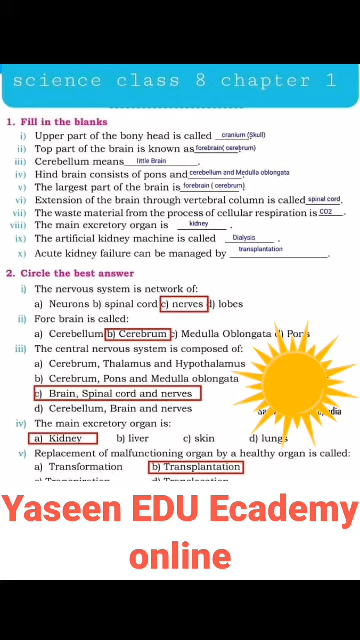 science class 8 chapter 1
1. Fill in the blanks
i) Upper part of the bony head is called cranium (Skull)
ii) Top part of the brain is known as forebrain( cerebrum)
iii) Cerebellum means little Brain.
iv) Hind brain consists of pons and cerebellum and Medulla oblongata
v) The largest part of the brain is forebrain ( cerebrum).
vi) Extension of the brain through vertebral column is called spinal cord.
vii) The waste material from the process of cellular respiration is CO2.
viii) The main excretory organ is kidney.
ix) The artificial kidney machine is called Dialysis.
x) Acute kidney failure can be managed by transplantation.
2. Circle the best answer
i) The nervous system is network of:
a) Neurons b) spinal cord c) nerves d) lobes
ii) Fore brain is called:
a) Cerebellum b) Cerebrum c) Medulla Oblongata d) Pons
iii) The central nervous system is composed of:
a) Cerebrum, Thalamus and Hypothalamus
b) Cerebrum, Pons and Medulla oblongata
c) Brain, Spinal cord and nerves
d) Cerebellum, Brain and nerves
iv) The main excretory organ is:
a) Kidney b) liver c) skin d) lungs
v) Replacement of malfunctioning organ by a healthy organ is called:
a) Transformation b) Transplantation
Yaseen EDU Ecademy
online